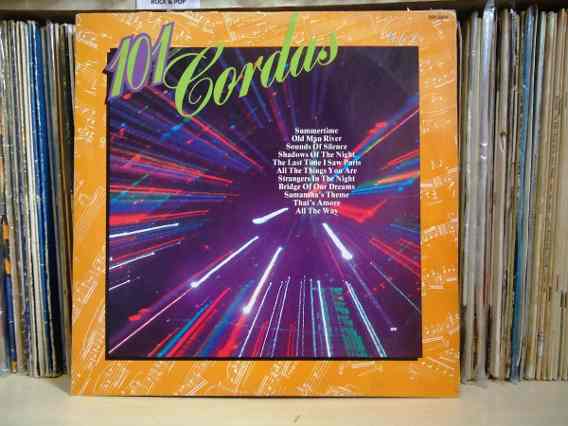 ROCK & POP
101 Cordas
Summertime
Old Man River
Sounds Of Silence
Shadows Of The Night
The Last Time I Saw Paris
All The Things You Are
Strangers In The Night
Bridge Of Our Dreams
Samantha's Theme
That's Amore
All The Way